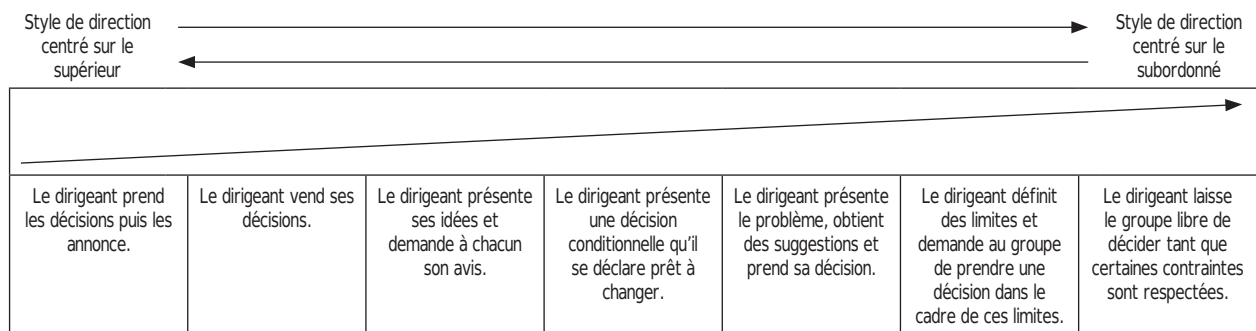 Style de direction
centré sur le
supérieur
Style de direction
centré sur le
subordonné
Le dirigeant prend
les décisions puis les
annonce.
Le dirigeant vend ses
décisions.
Le dirigeant présente
ses idées et
demande à chacun
son avis.
Le dirigeant présente
une décision
conditionnelle qu’il
se déclare prêt à
changer.
Le dirigeant présente
le problème, obtient
des suggestions et
prend sa décision.
Le dirigeant définit
des limites et
demande au groupe
de prendre une
décision dans le
cadre de ces limites.
Le dirigeant laisse
le groupe libre de
décider tant que
certaines contraintes
sont respectées.